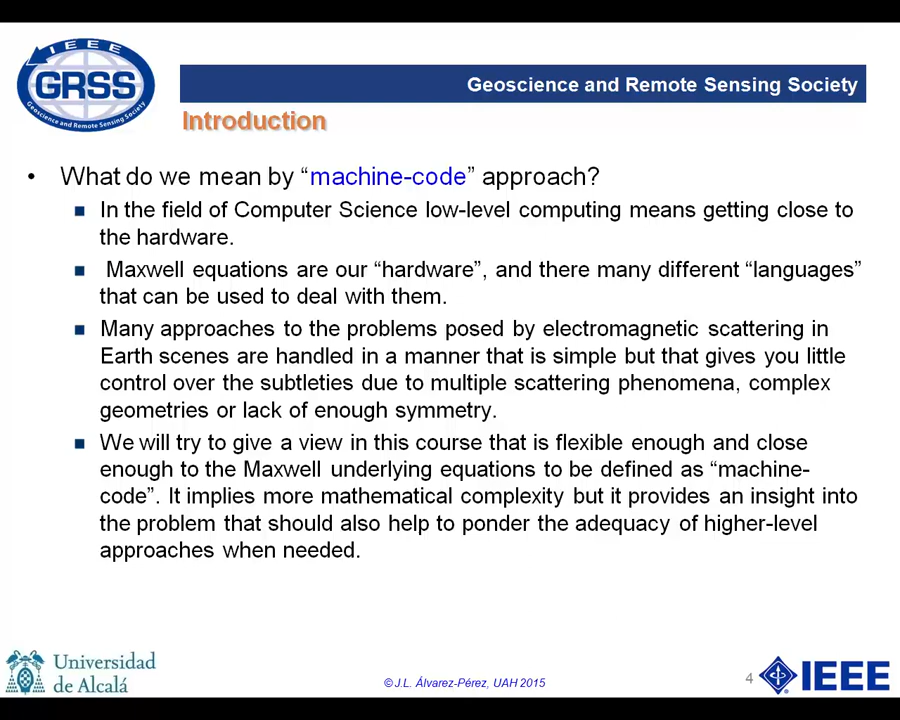 IEEE
GRSS
Geoscience and Remote Sensing Society
Geoscience and Remote Sensing Society
Introduction
• What do we mean by “machine-code” approach?
In the field of Computer Science low-level computing means getting close to
the hardware.
Maxwell equations are our “hardware”, and there many different “languages”
that can be used to deal with them.
Many approaches to the problems posed by electromagnetic scattering in
Earth scenes are handled in a manner that is simple but that gives you little
control over the subtleties due to multiple scattering phenomena, complex
geometries or lack of enough symmetry.
We will try to give a view in this course that is flexible enough and close
enough to the Maxwell underlying equations to be defined as “machine-
code”. It implies more mathematical complexity but it provides an insight into
the problem that should also help to ponder the adequacy of higher-level
approaches when needed.
Universidad
de Alcalá
© J.L. Álvarez-Pérez, UAH 2015
4
IEEE